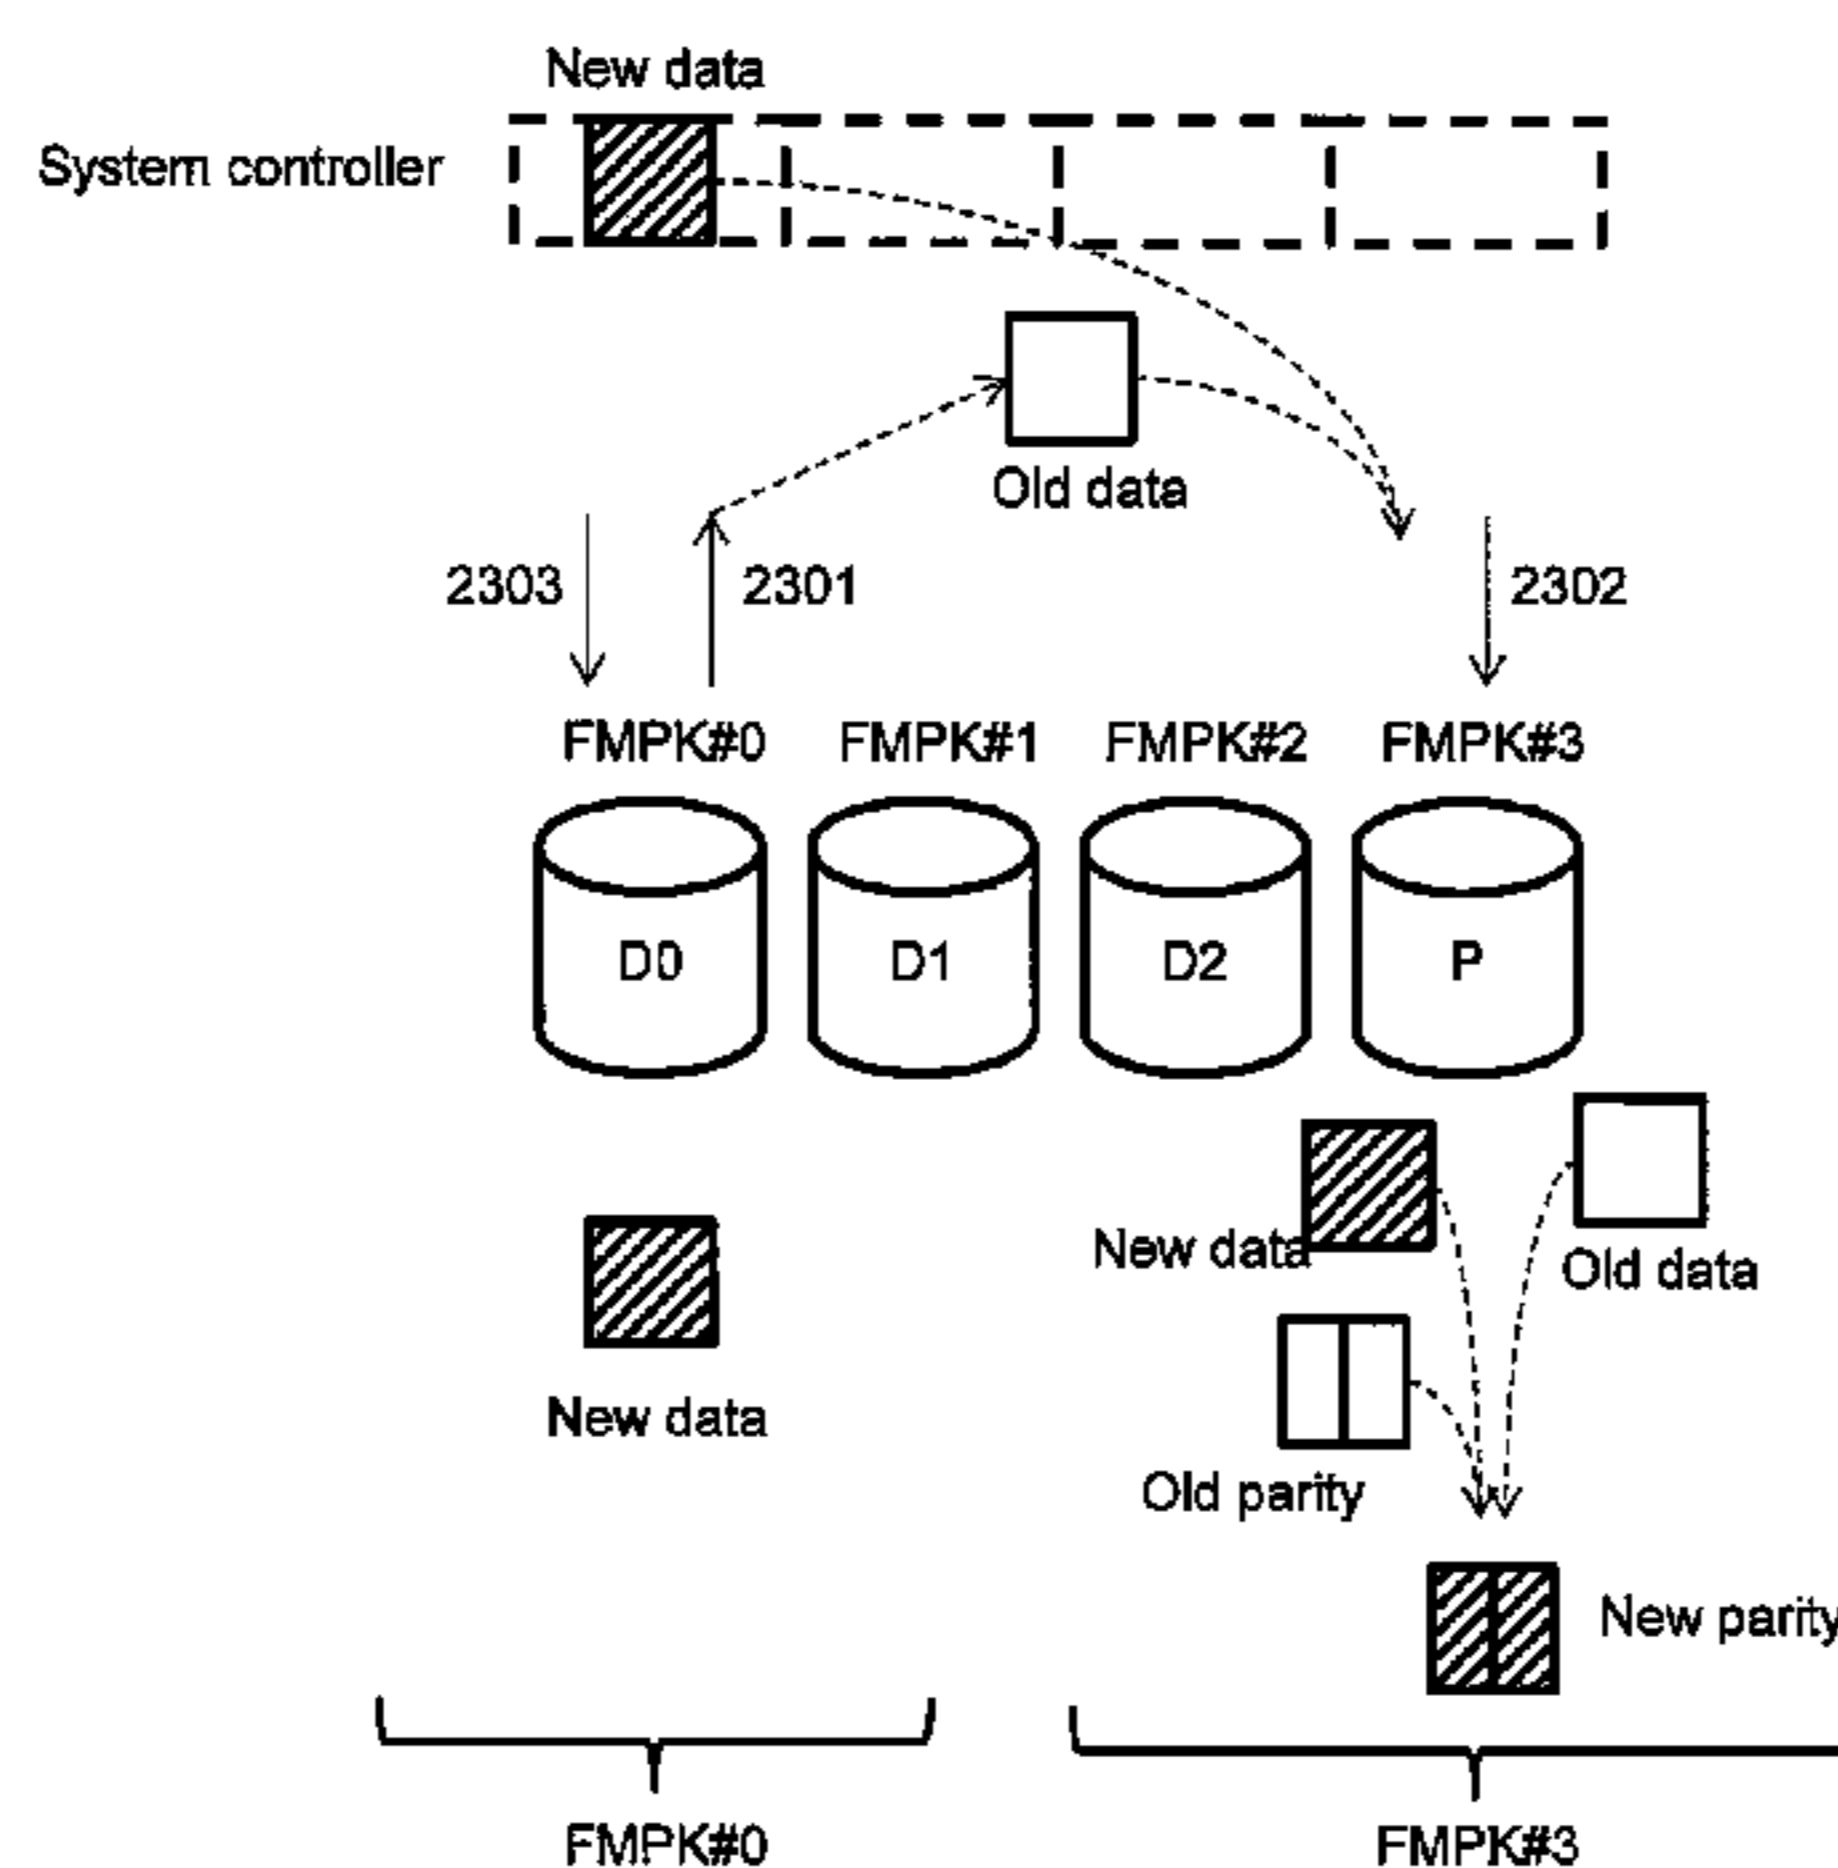 New data
System controller
Old data
2303
2301
2302
FMPK#0 FMPK#1 FMPK#2 FMPK#3
D0 D1 D2 P
New data
Old data
New data
Old parity
New parity
FMPK#0 FMPK#3